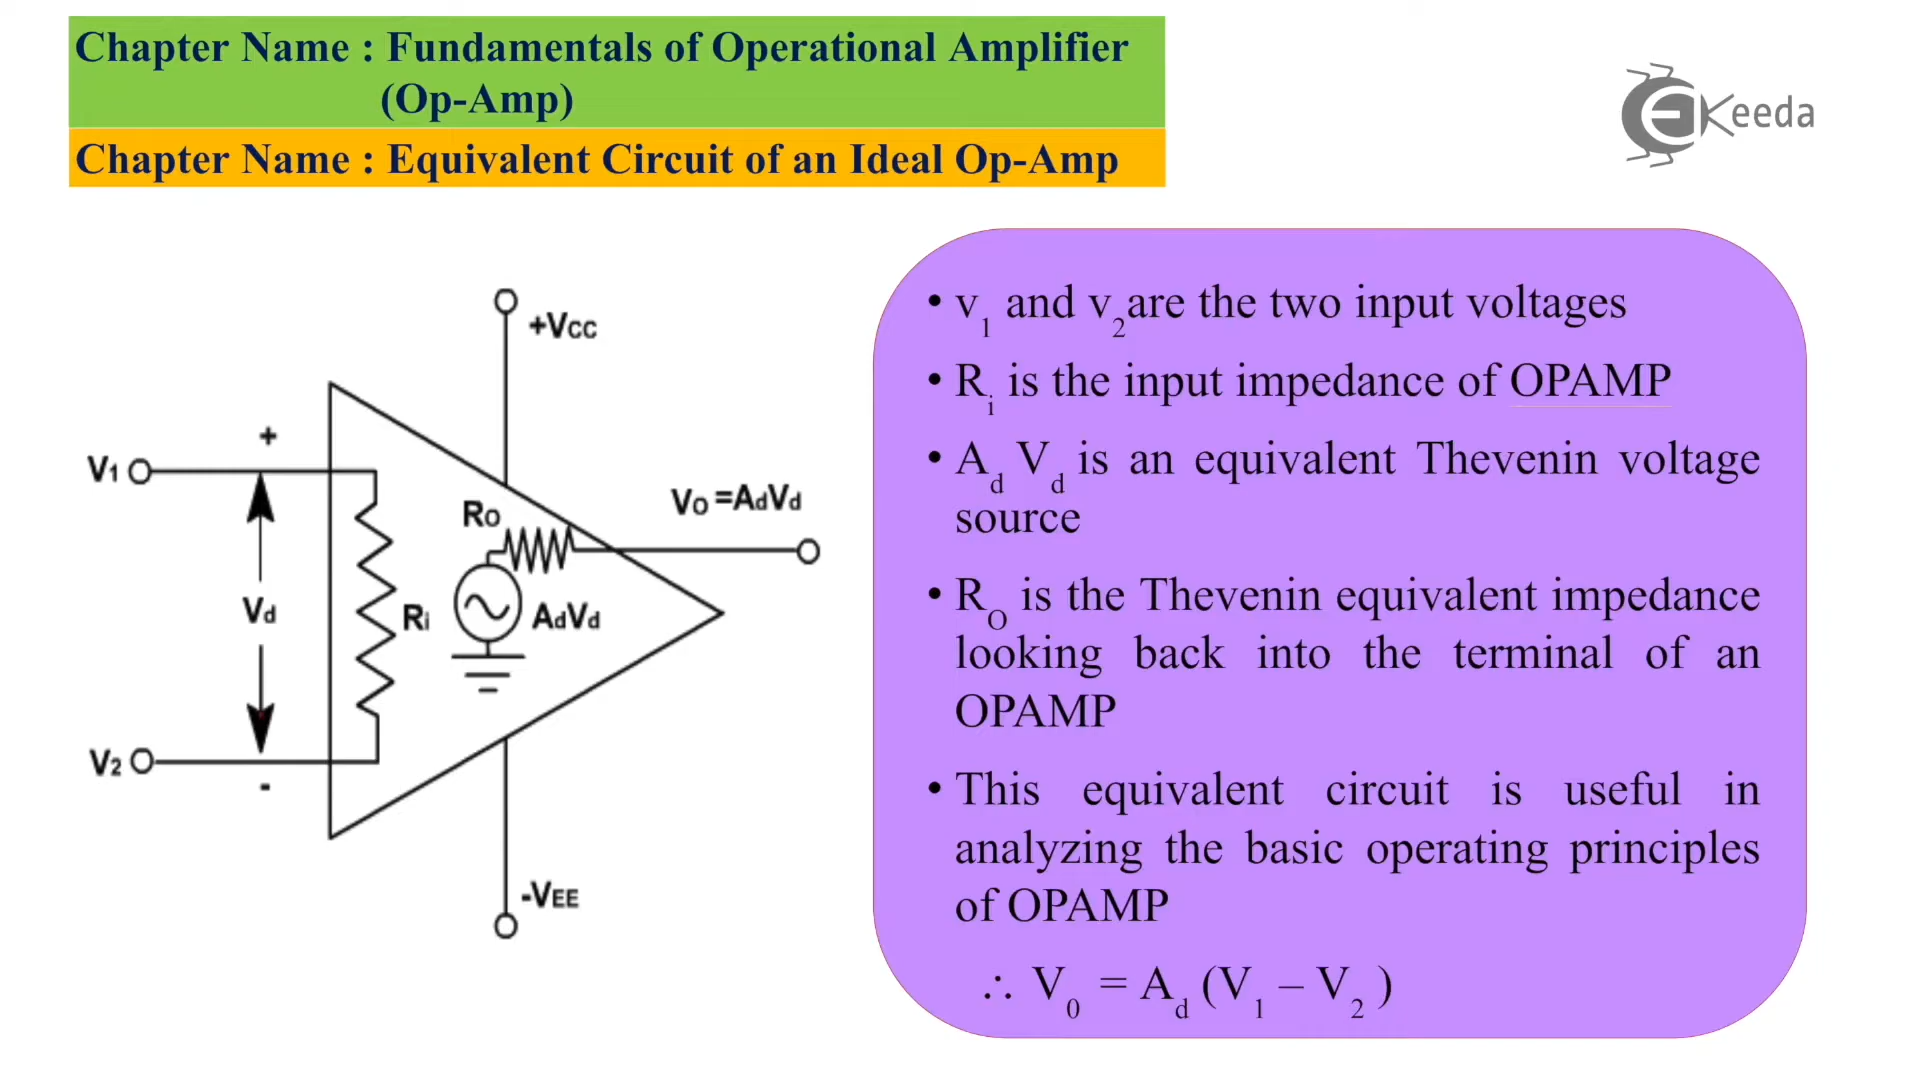 Chapter Name : Fundamentals of Operational Amplifier
(Op-Amp)
Chapter Name : Equivalent Circuit of an Ideal Op-Amp
Keeda
+VCC
+
V1
RO
VO =AdVd
Vd
Ri
AdVd
V2
-
-VEE
• v1 and v2are the two input voltages
• Ri is the input impedance of OPAMP
• Ad Vd is an equivalent Thevenin voltage
source
• RO is the Thevenin equivalent impedance
looking back into the terminal of an
OPAMP
• This equivalent circuit is useful in
analyzing the basic operating principles
of OPAMP
∴ V0 = Ad (V1 – V2 )